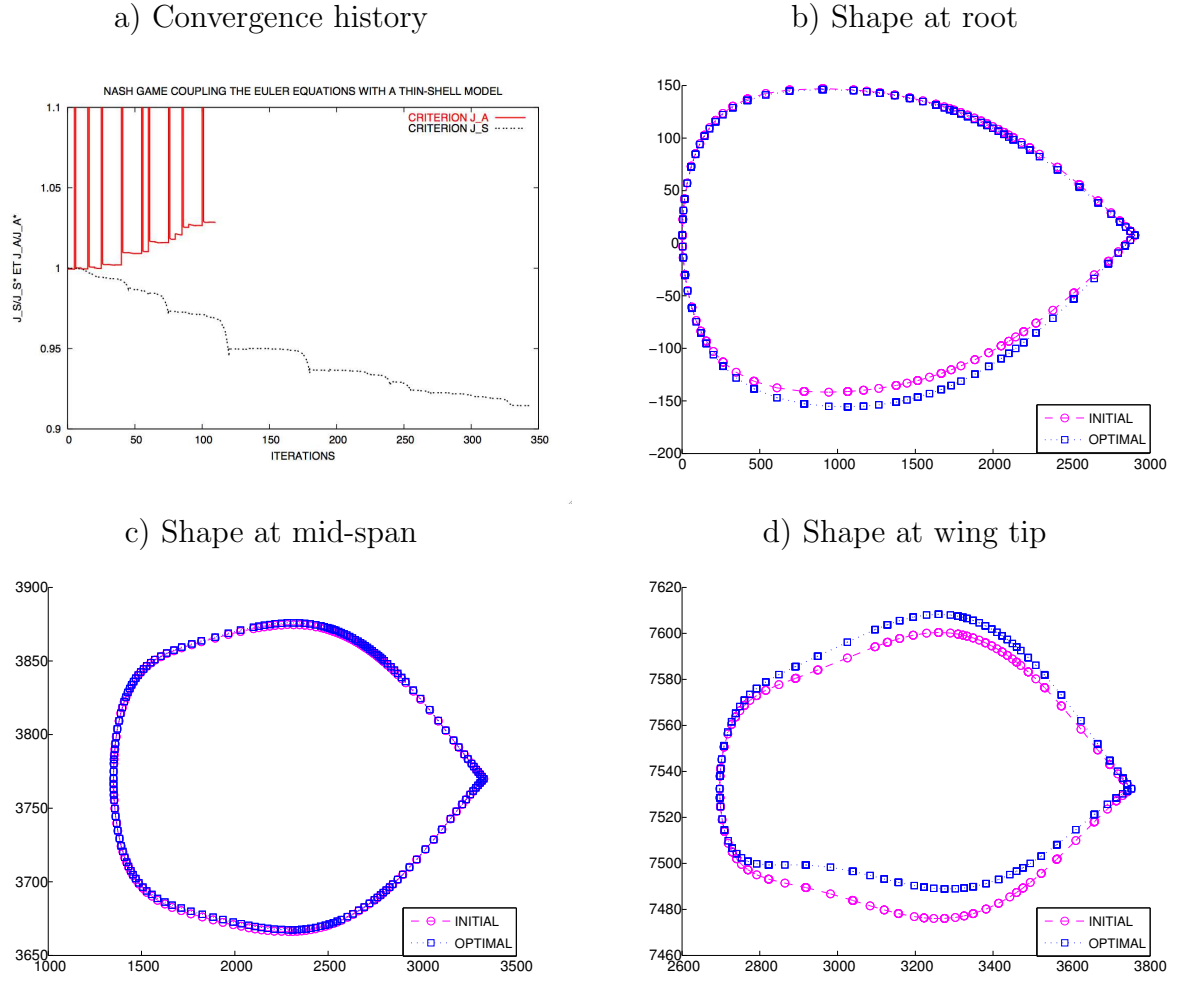 a) Convergence history
NASH GAME COUPLING THE EULER EQUATIONS WITH A THIN-SHELL MODEL
1.1
1.05
1
0.95
0.9
J_S/J_S* ET J_A/J_A*
CRITERION J_A
CRITERION J_S
0 50 100 150 200 250 300 350
ITERATIONS
b) Shape at root
150
100
50
0
−50
−100
−150
−200
0 500 1000 1500 2000 2500 3000
INITIAL
OPTIMAL
c) Shape at mid-span
3900
3850
3800
3750
3700
3650
1000 1500 2000 2500 3000 3500
INITIAL
OPTIMAL
d) Shape at wing tip
7620
7600
7580
7560
7540
7520
7500
7480
7460
2600 2800 3000 3200 3400 3600 3800
INITIAL
OPTIMAL